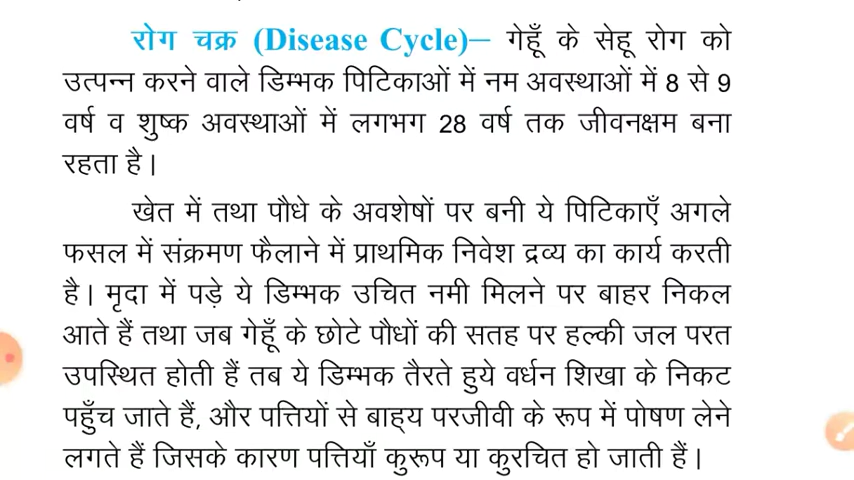 रोग चक्र (Disease Cycle)— गेहूँ के सेहू रोग को
उत्पन्न करने वाले डिम्भक पिटिकाओं में नम अवस्थाओं में 8 से 9
वर्ष व शुष्क अवस्थाओं में लगभग 28 वर्ष तक जीवनक्षम बना
रहता है।
खेत में तथा पौधे के अवशेषों पर बनी ये पिटिकाएँ अगले
फसल में संक्रमण फैलाने में प्राथमिक निवेश द्रव्य का कार्य करती
है। मृदा में पड़े ये डिम्भक उचित नमी मिलने पर बाहर निकल
आते हैं तथा जब गेहूँ के छोटे पौधों की सतह पर हल्की जल परत
उपस्थित होती हैं तब ये डिम्भक तैरते हुये वर्धन शिखा के निकट
पहुँच जाते हैं, और पत्तियों से बाह्य परजीवी के रूप में पोषण लेने
लगते हैं जिसके कारण पत्तियाँ कुरूप या कुरचित हो जाती हैं।